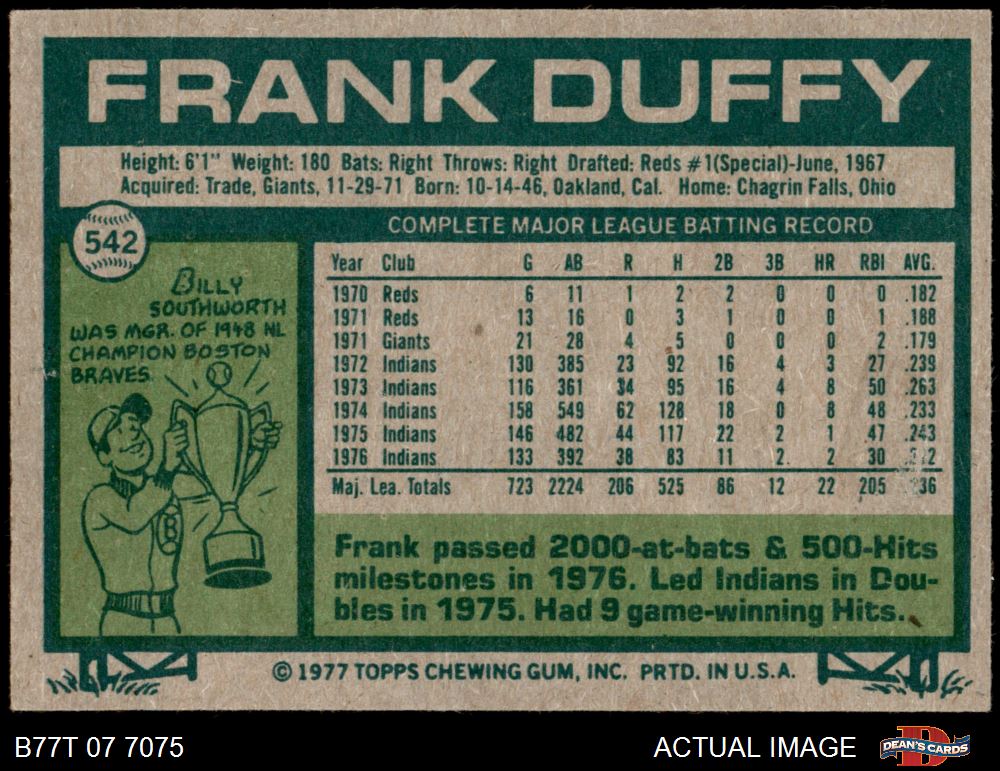 FRANK DUFFY
Height: 6'1" Weight: 180 Bats: Right Throws: Right Drafted: Reds #1(Special)-June, 1967
Acquired: Trade, Giants, 11-29-71 Born: 10-14-46, Oakland, Cal. Home: Chagrin Falls, Ohio
542
BILLY
SOUTHWORTH
WAS MGR. OF 1948 NL
CHAMPION BOSTON
BRAVES
B
COMPLETE MAJOR LEAGUE BATTING RECORD
Year Club G AB R H 2B 3B HR RBI AVG.
1970 Reds 6 11 1 2 2 0 0 0 .182
1971 Reds 13 16 0 3 1 0 0 1 .188
1971 Giants 21 28 4 5 0 0 0 2 .179
1972 Indians 130 385 23 92 16 4 3 27 .239
1973 Indians 116 361 34 95 16 4 8 50 .263
1974 Indians 158 549 62 128 18 0 8 48 .233
1975 Indians 146 482 44 117 22 2 1 47 .243
1976 Indians 133 392 38 83 11 2. 2 30
Maj. Lea. Totals 723 2224 206 525 86 12 22 205
Frank passed 2000-at-bats & 500-Hits
milestones in 1976. Led Indians in Dou-
bles in 1975. Had 9 game-winning Hits.
© 1977 TOPPS CHEWING GUM, INC. PRTD. IN U.S.A.
B77T 07 7075
ACTUAL IMAGE
DEAN'S CARDS